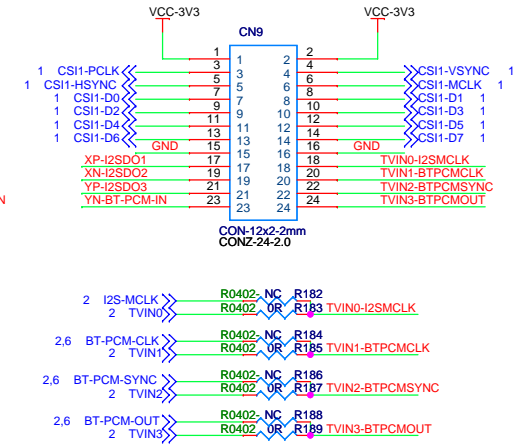 VCC-3V3 VCC-3V3
CN9
1 1 2 2
1 CSI1-PCLK 3 3 4 4 CSI1-VSYNC 1
1 CSI1-HSYNC 5 5 6 6 CSI1-MCLK 1
1 CSI1-D0 7 7 8 8 CSI1-D1 1
1 CSI1-D2 9 9 10 10 CSI1-D3 1
1 CSI1-D4 11 11 12 12 CSI1-D5 1
1 CSI1-D6 13 13 14 14 CSI1-D7 1
GND 15 15 16 16 GND
XP-I2SDO1 17 17 18 18 TVIN0-I2SMCLK
XN-I2SDO2 19 19 20 20 TVIN1-BTPCMCLK
YP-I2SDO3 21 21 22 22 TVIN2-BTPCMSYNC
N YN-BT-PCM-IN 23 23 24 24 TVIN3-BTPCMOUT
CON-12x2-2mm
CONZ-24-2.0
2 I2S-MCLK R0402- NC R182
2 TVIN0 R0402 0R R183 TVIN0-I2SMCLK
2,6 BT-PCM-CLK R0402- NC R184
2 TVIN1 R0402 0R R185 TVIN1-BTPCMCLK
2,6 BT-PCM-SYNC R0402- NC R186
2 TVIN2 R0402 0R R187 TVIN2-BTPCMSYNC
2,6 BT-PCM-OUT R0402- NC R188
2 TVIN3 R0402 0R R189 TVIN3-BTPCMOUT